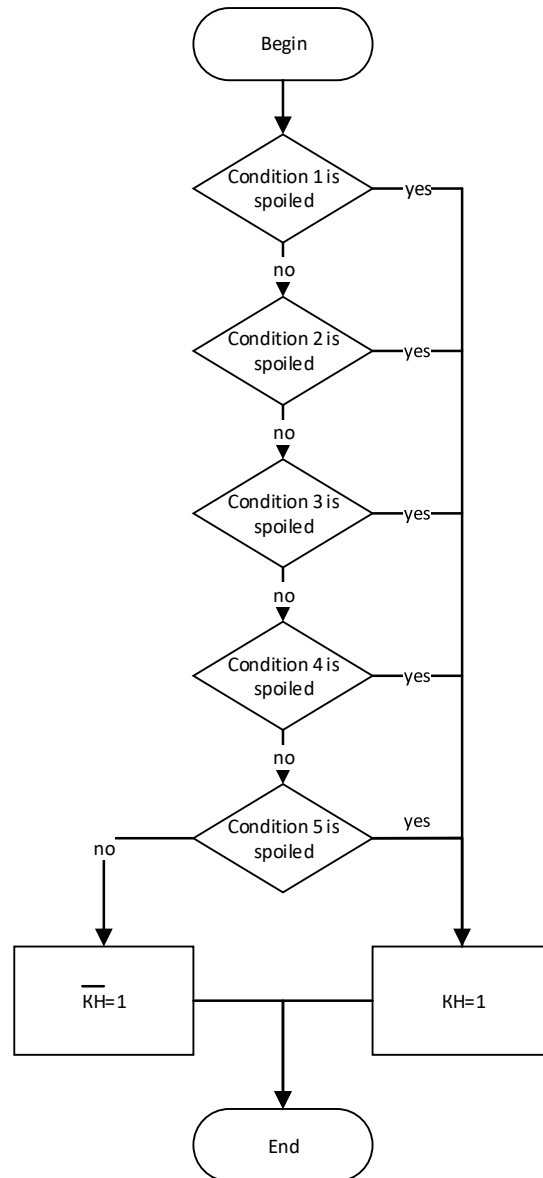 Begin
Condition 1 is
spoiled
yes
no
Condition 2 is
spoiled
yes
no
Condition 3 is
spoiled
yes
no
Condition 4 is
spoiled
yes
no
Condition 5 is
spoiled
yes
no
K̅H̅=1
KH=1
End